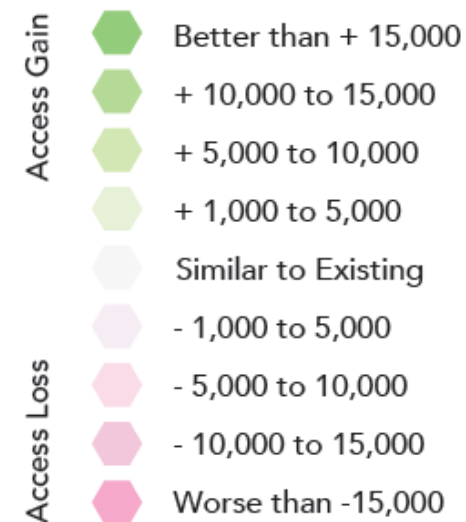 Access Gain
Better than + 15,000
+ 10,000 to 15,000
+ 5,000 to 10,000
+ 1,000 to 5,000
Similar to Existing
- 1,000 to 5,000
Access Loss
- 5,000 to 10,000
- 10,000 to 15,000
Worse than -15,000